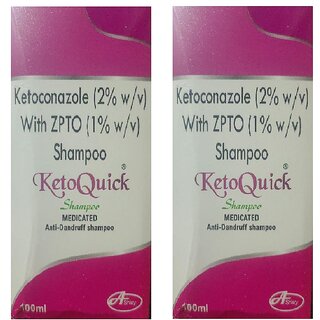 Ketoconazole (2% w/v)
With ZPTO (1% w/v)
Shampoo
KetoQuick®
Shampoo
MEDICATED
Anti-Dandruff shampoo
100ml
Ketoconazole (2% w/v)
With ZPTO (1% w/v)
Shampoo
KetoQuick®
Shampoo
MEDICATED
Anti-Dandruff shampoo
100ml